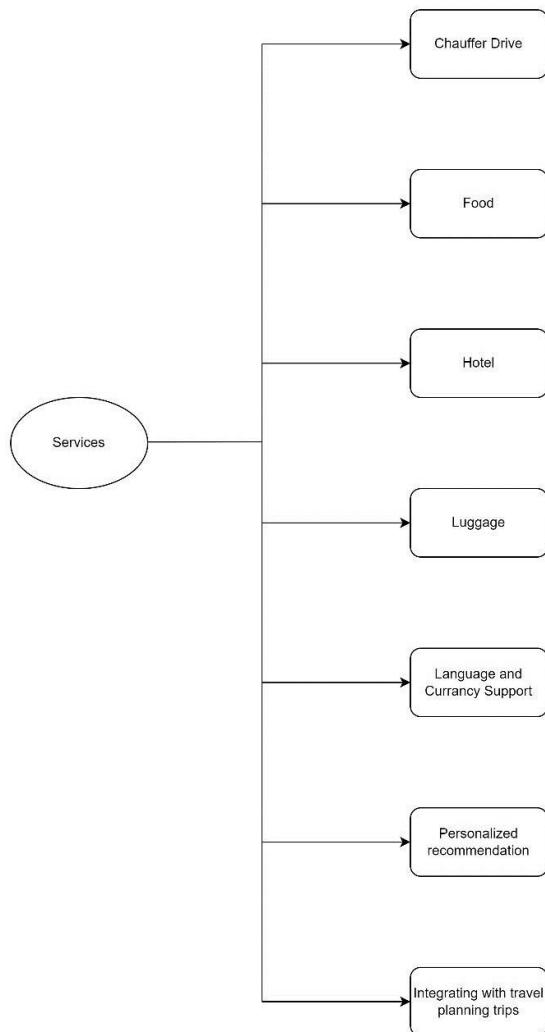 Chauffer Drive
Food
Hotel
Services
Luggage
Language and
Currancy Support
Personalized
recommendation
Integrating with travel
planning trips